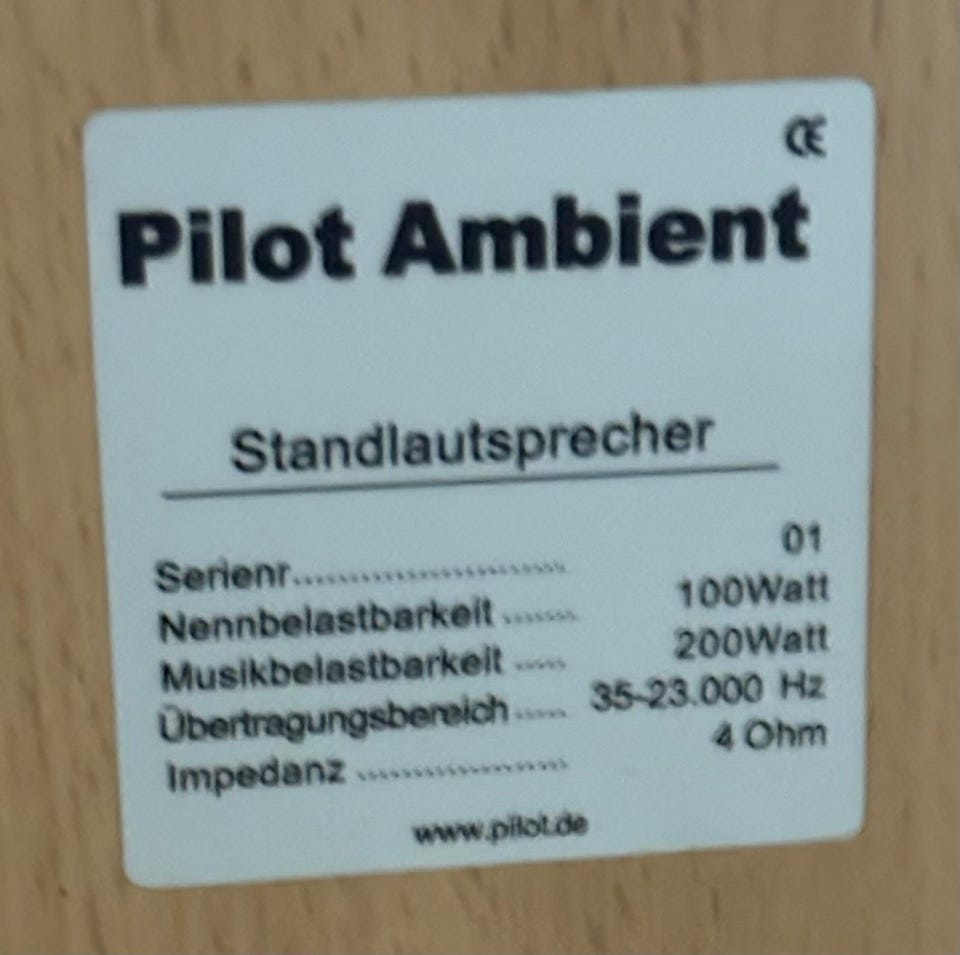 CE
Pilot Ambient
Standlautsprecher
Serienr.......................... 01
Nennbelastbarkeit ....... 100Watt
Musikbelastbarkeit ..... 200Watt
Übertragungsbereich ..... 35-23.000 Hz
Impedanz .................... 4 Ohm
www.pilot.de